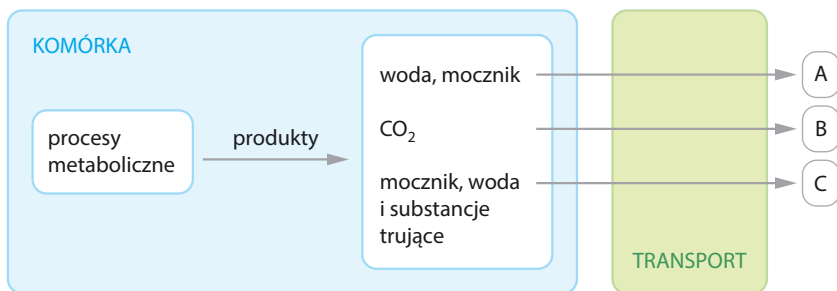 KOMÓRKA
procesy
metaboliczne
produkty
woda, mocznik
CO₂
mocznik, woda
i substancje
trujące
TRANSPORT
A
B
C